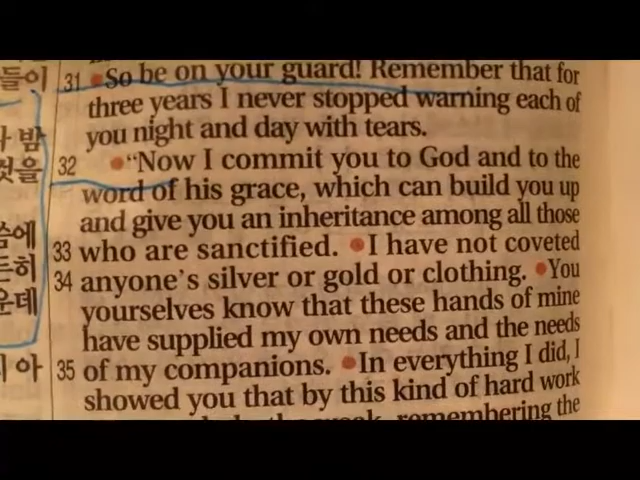 들이
31 So be on your guard! Remember that for
three years I never stopped warning each of
밤
you night and day with tears.
것을
32 “Now I commit you to God and to the
word of his grace, which can build you up
and give you an inheritance among all those
33 who are sanctified. I have not coveted
34 anyone’s silver or gold or clothing. You
yourselves know that these hands of mine
운데
have supplied my own needs and the needs
아
35 of my companions. In everything I did, I
showed you that by this kind of hard work
remembering the